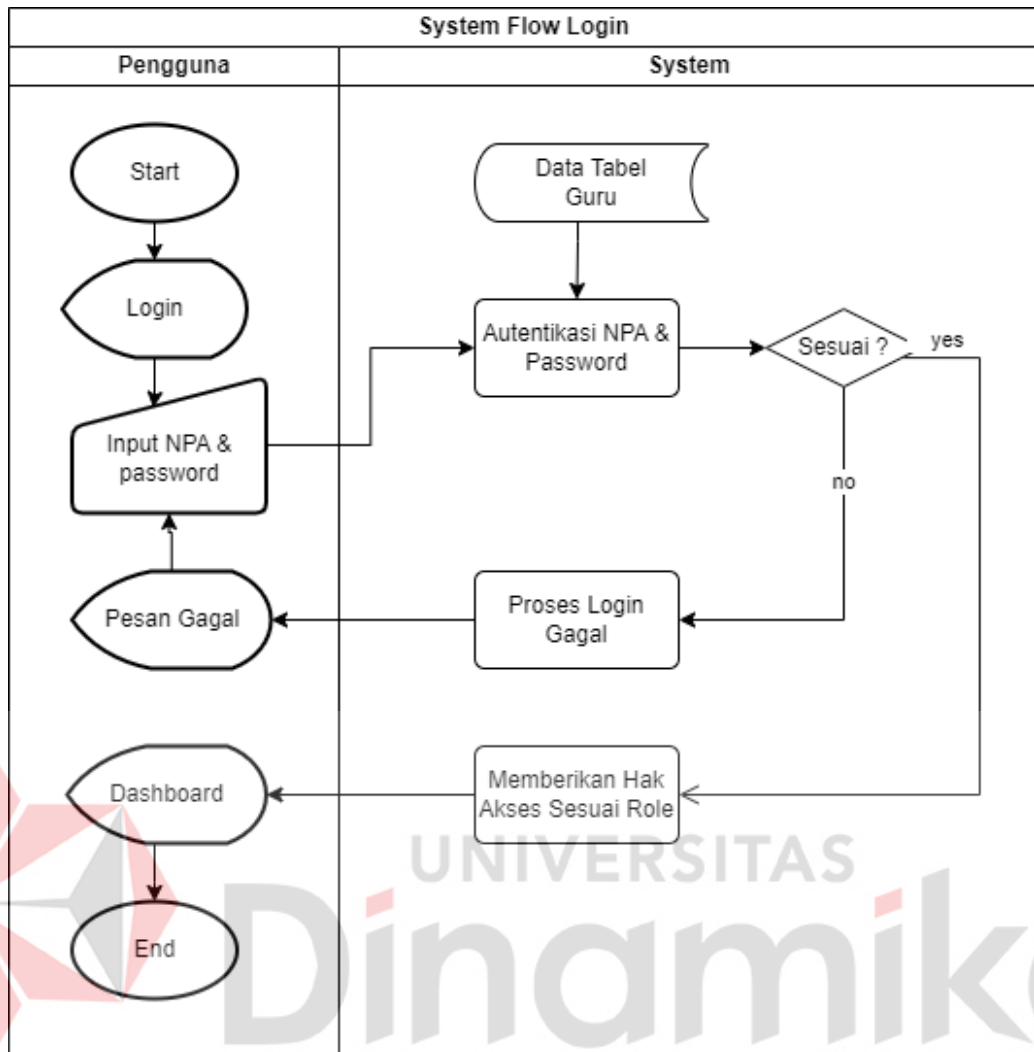 System Flow Login
Pengguna
System
Start
Data Tabel
Guru
Login
Autentikasi NPA &
Password
Sesuai ?
yes
Input NPA &
password
no
Pesan Gagal
Proses Login
Gagal
Dashboard
Memberikan Hak
Akses Sesuai Role
UNIVERSITAS
Dinamika
End